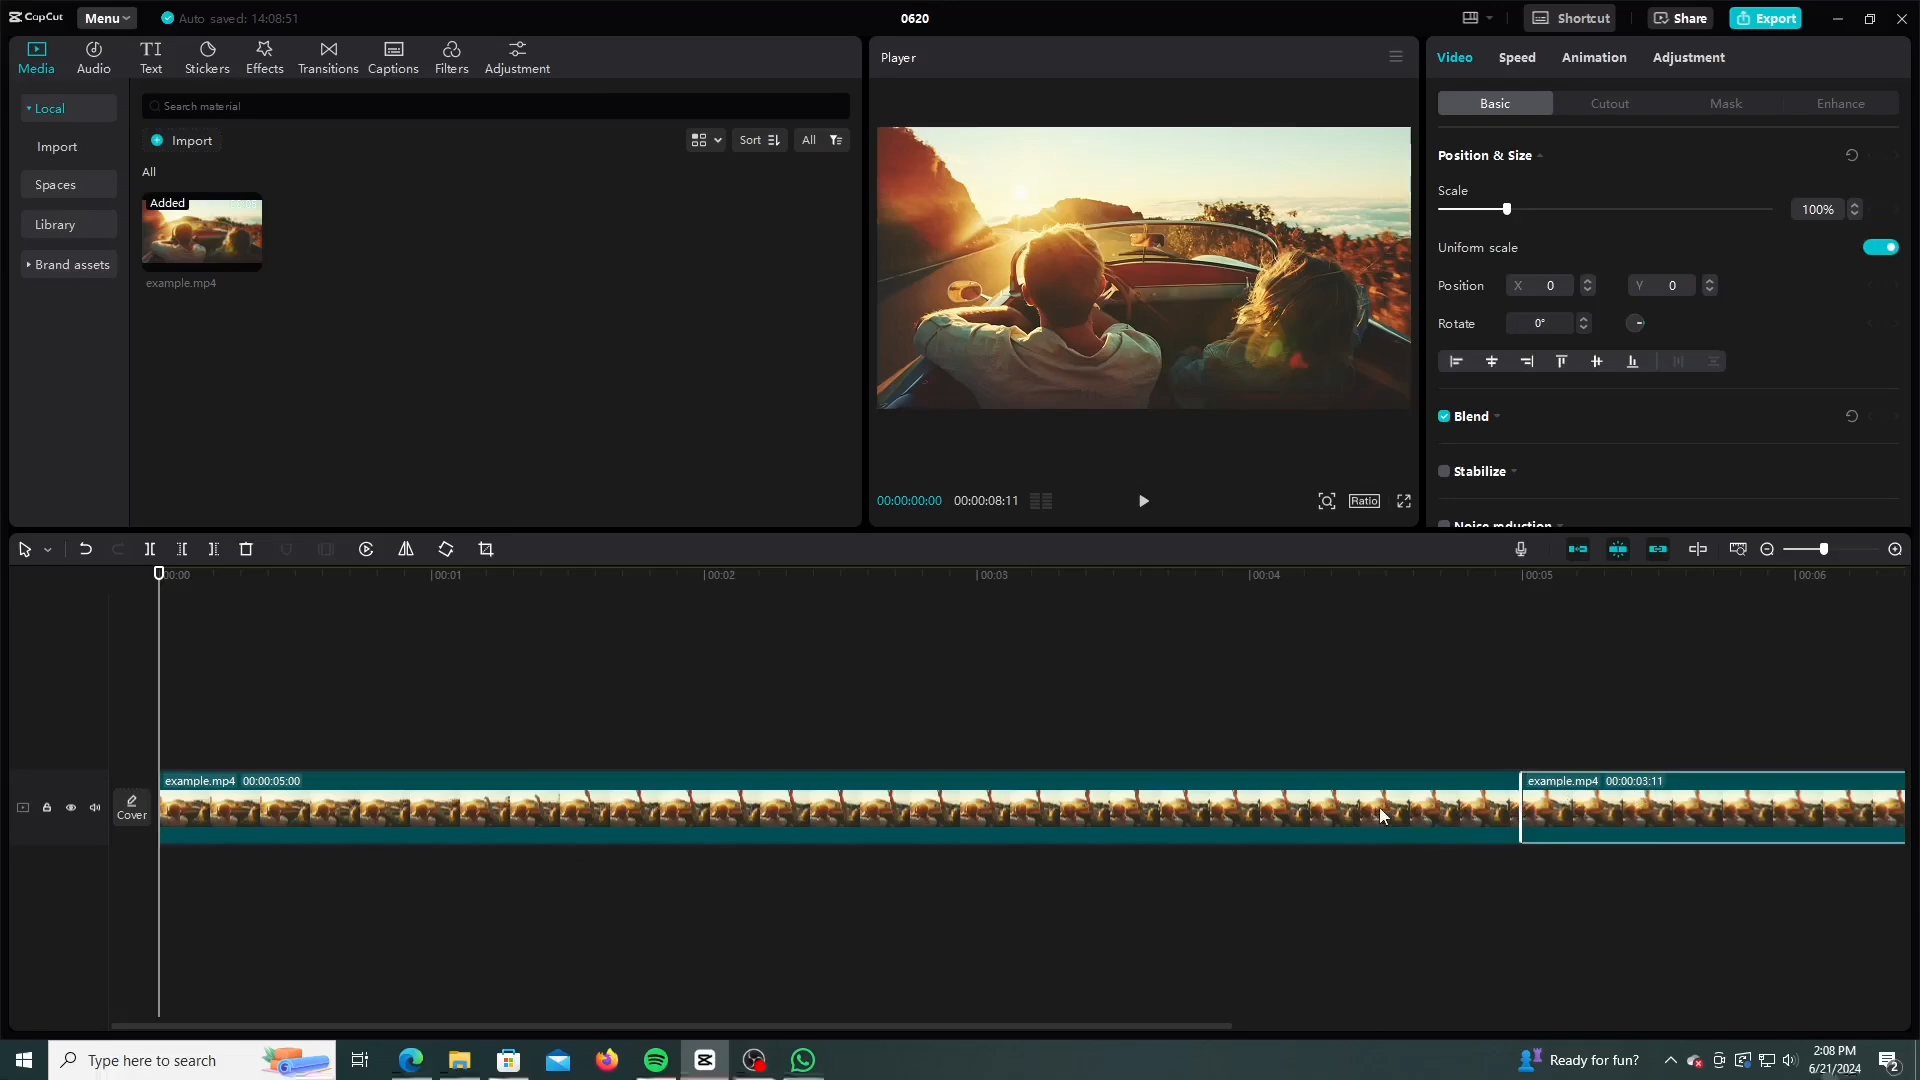 CapCut
Menu
Auto saved: 14:08:51
0620
Shortcut
Share
Export
Media
Audio
TI
Text
Stickers
Effects
Transitions
Captions
Filters
Adjustment
Local
Import
Spaces
Library
Brand assets
Search material
Import
Sort
All
All
Added
example.mp4
Player
00:00:00:00
00:00:08:11
Ratio
Video
Speed
Animation
Adjustment
Basic
Cutout
Mask
Enhance
Position & Size
Scale
100%
Uniform scale
Position
X 0
Y 0
Rotate
0°
Blend
Stabilize
Noise reduction
00:00
00:01
00:02
00:03
00:04
00:05
00:06
Cover
example.mp4 00:00:05:00
example.mp4 00:00:03:11
Type here to search
Ready for fun?
2:08 PM
6/21/2024
2